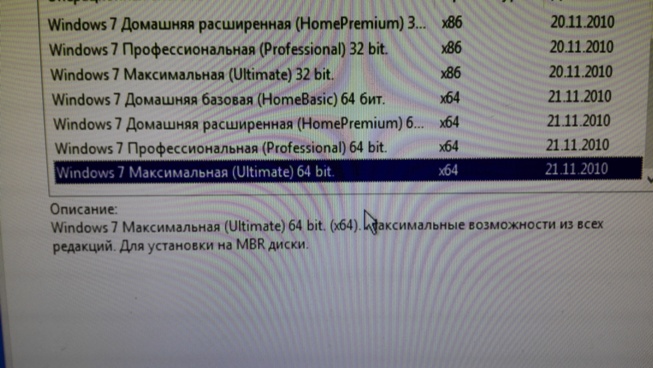 Windows 7 Домашняя расширенная (HomePremium) 3... x86 20.11.2010
Windows 7 Профессиональная (Professional) 32 bit. x86 20.11.2010
Windows 7 Максимальная (Ultimate) 32 bit. x86 20.11.2010
Windows 7 Домашняя базовая (HomeBasic) 64 бит. x64 21.11.2010
Windows 7 Домашняя расширенная (HomePremium) 6... x64 21.11.2010
Windows 7 Профессиональная (Professional) 64 bit. x64 21.11.2010
Windows 7 Максимальная (Ultimate) 64 bit. x64 21.11.2010
Описание:
Windows 7 Максимальная (Ultimate) 64 bit. (x64). Максимальные возможности из всех
редакций. Для установки на MBR диски.